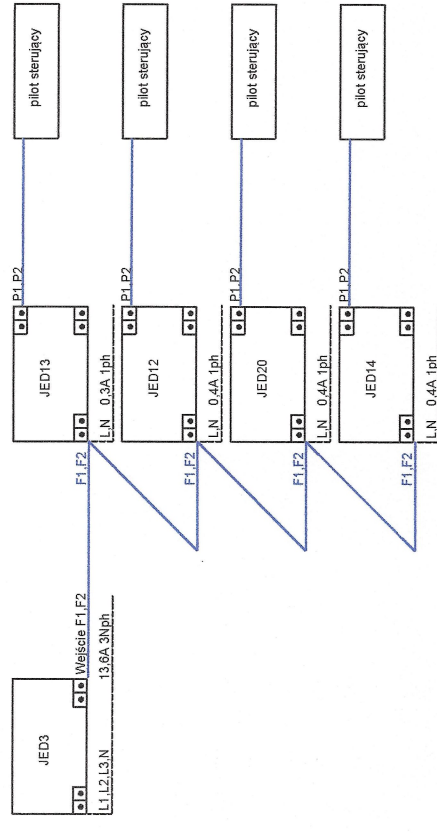 JED3
L1,L2,L3,N
Wejście F1,F2
13,6A 3Nph
F1,F2
JED13
L,N 0,3A 1ph
P1,P2
pilot sterujący
F1,F2
JED12
L,N 0,4A 1ph
P1,P2
pilot sterujący
F1,F2
JED20
L,N 0,4A 1ph
P1,P2
pilot sterujący
F1,F2
JED14
L,N 0,4A 1ph
P1,P2
pilot sterujący